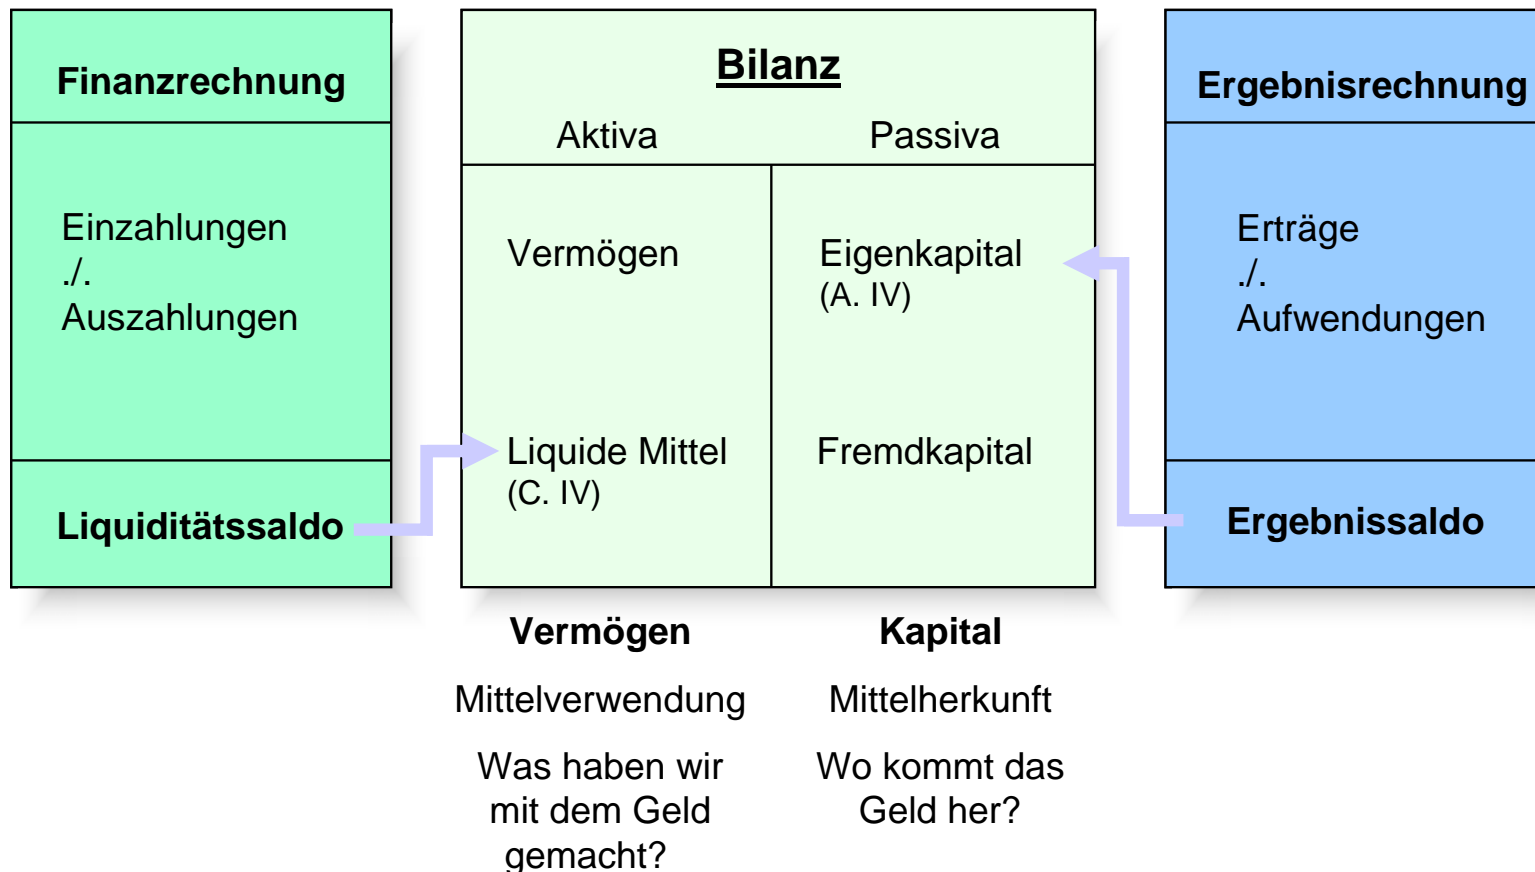 Finanzrechnung
Einzahlungen
./.
Auszahlungen
Liquiditätssaldo
Bilanz
Aktiva
Passiva
Vermögen
Eigenkapital
(A. IV)
Liquide Mittel
(C. IV)
Fremdkapital
Ergebnisrechnung
Erträge
./.
Aufwendungen
Ergebnissaldo
Vermögen
Mittelverwendung
Was haben wir
mit dem Geld
gemacht?
Kapital
Mittelherkunft
Wo kommt das
Geld her?